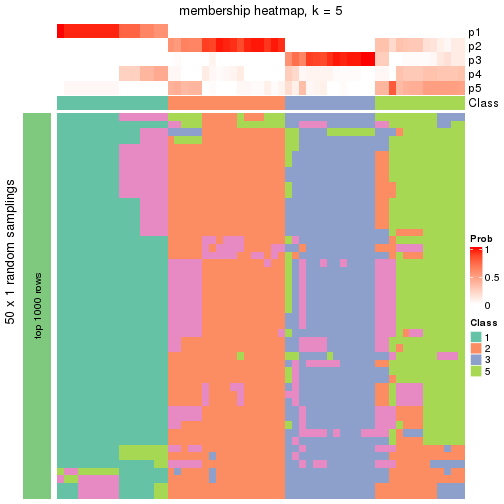 membership heatmap, k = 5
p1
p2
p3
p4
p5
Class
50 x 1 random samplings
top 1000 rows
Prob
1
0.5
0
Class
1
2
3
5